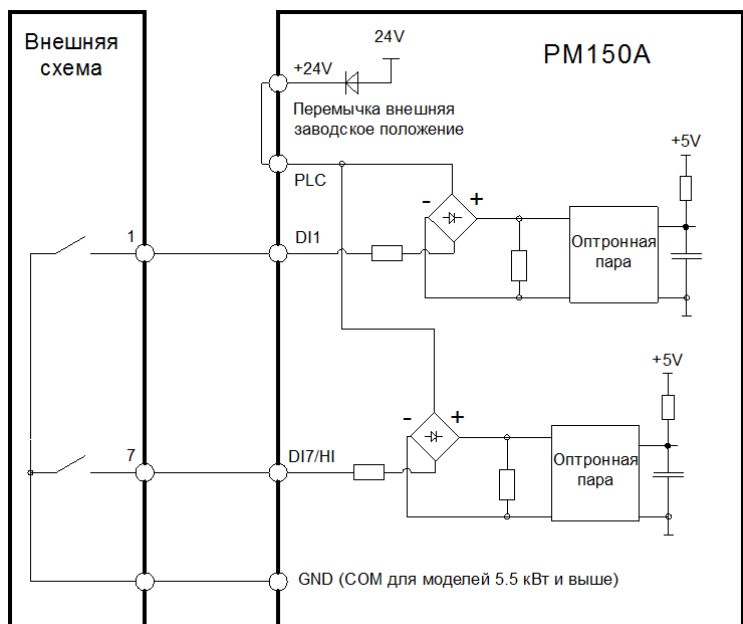 Внешняя
схема
24V
PM150A
+24V
Перемычка внешняя
заводское положение
+5V
PLC
-
+
1
DI1
Оптронная
пара
+5V
-
+
7
DI7/HI
Оптронная
пара
GND (COM для моделей 5.5 кВт и выше)